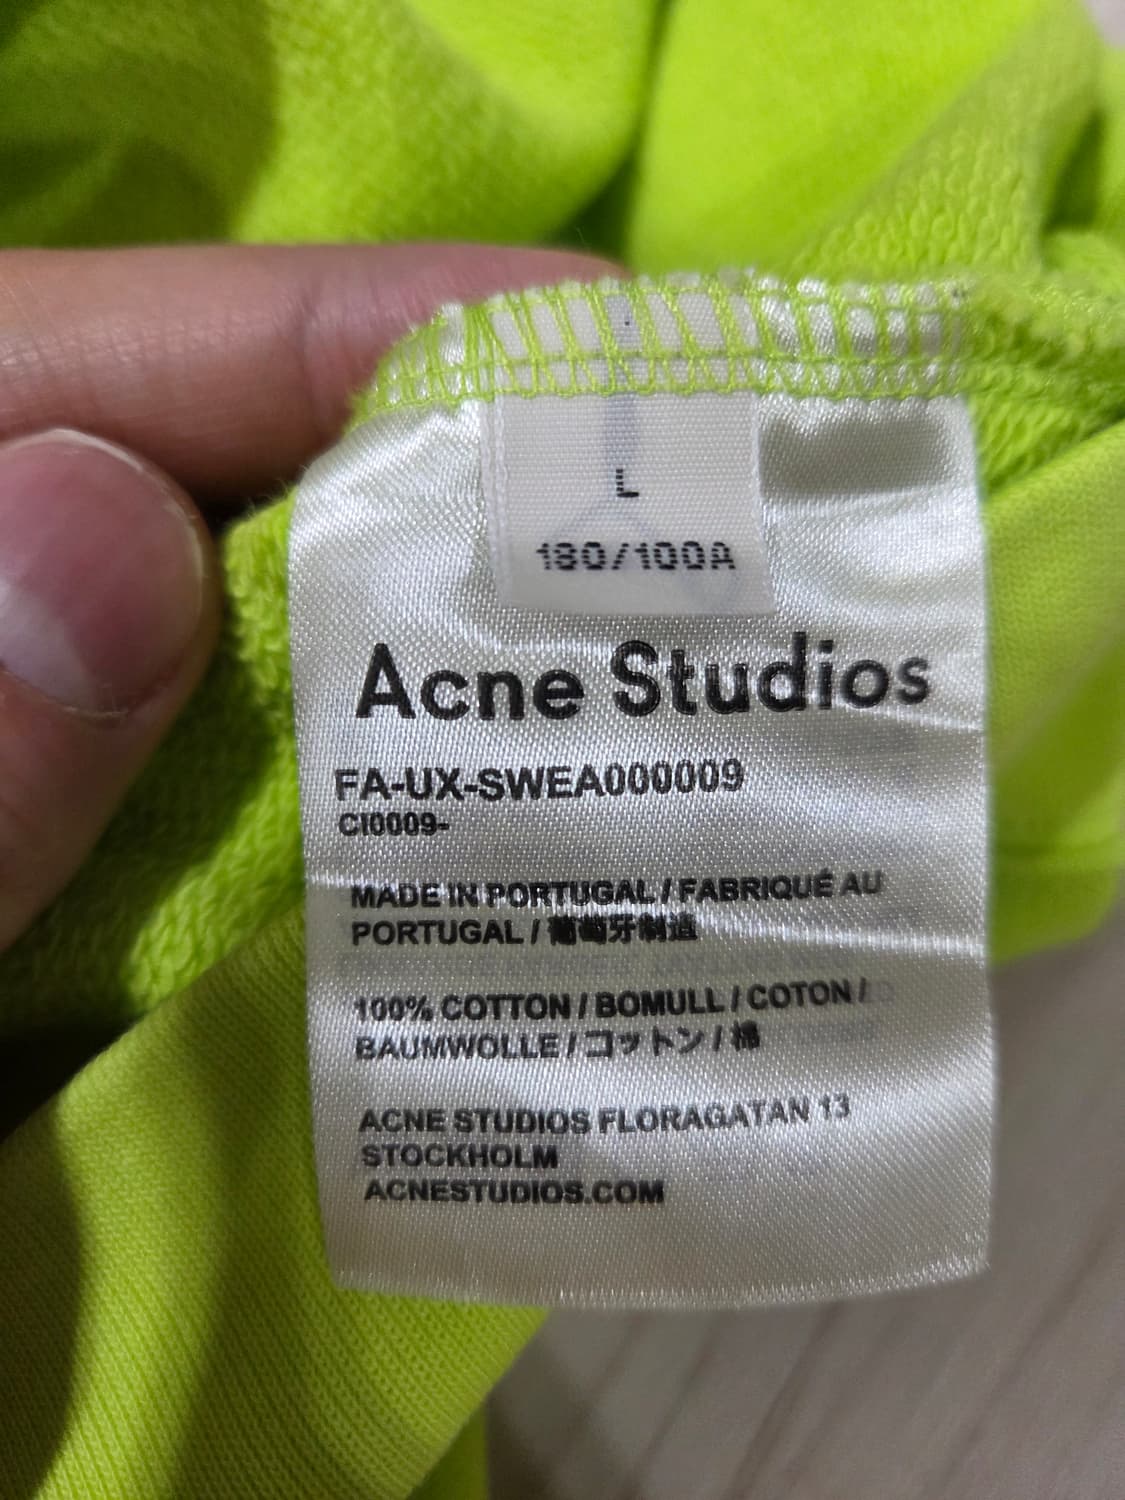 L
180/100A
Acne Studios
FA-UX-SWEA000009
CI0009-
MADE IN PORTUGAL / FABRIQUÉ AU
PORTUGAL / 葡萄牙制造
100% COTTON / BOMULL / COTON /
BAUMWOLLE / コットン / 棉
ACNE STUDIOS FLORAGATAN 13
STOCKHOLM
ACNESTUDIOS.COM